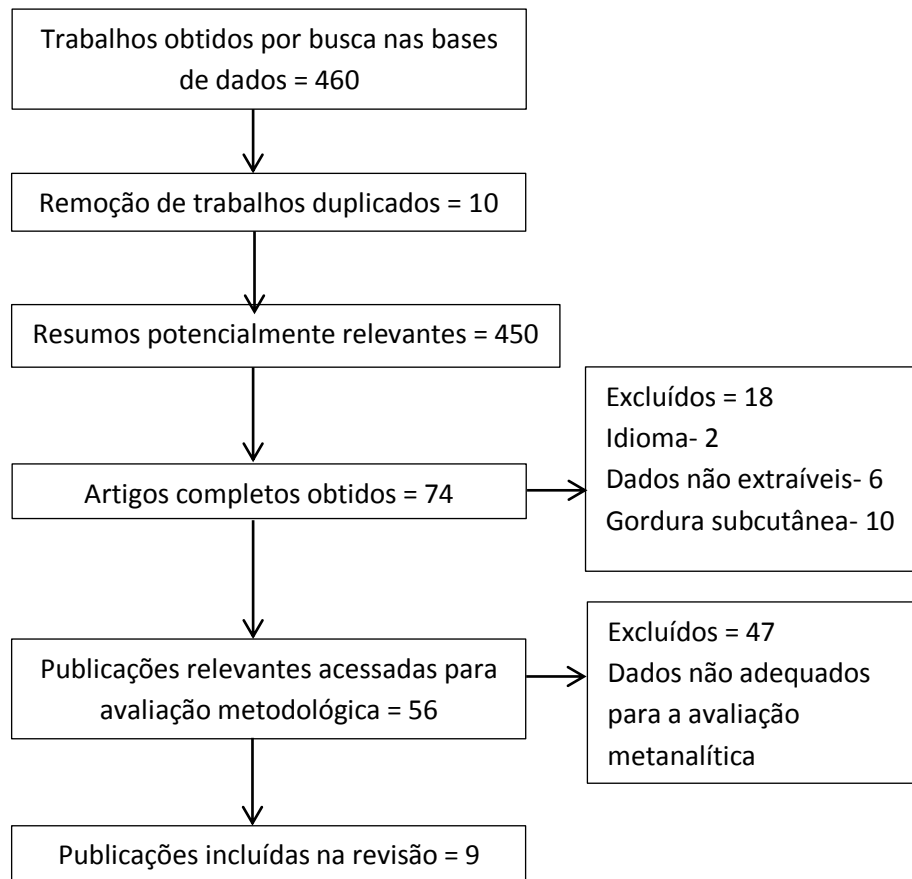 Trabalhos obtidos por busca nas bases
de dados = 460
Remoção de trabalhos duplicados = 10
Resumos potencialmente relevantes = 450
Artigos completos obtidos = 74
Excluídos = 18
Idioma- 2
Dados não extraíveis- 6
Gordura subcutânea- 10
Publicações relevantes acessadas para
avaliação metodológica = 56
Excluídos = 47
Dados não adequados
para a avaliação
metanalítica
Publicações incluídas na revisão = 9